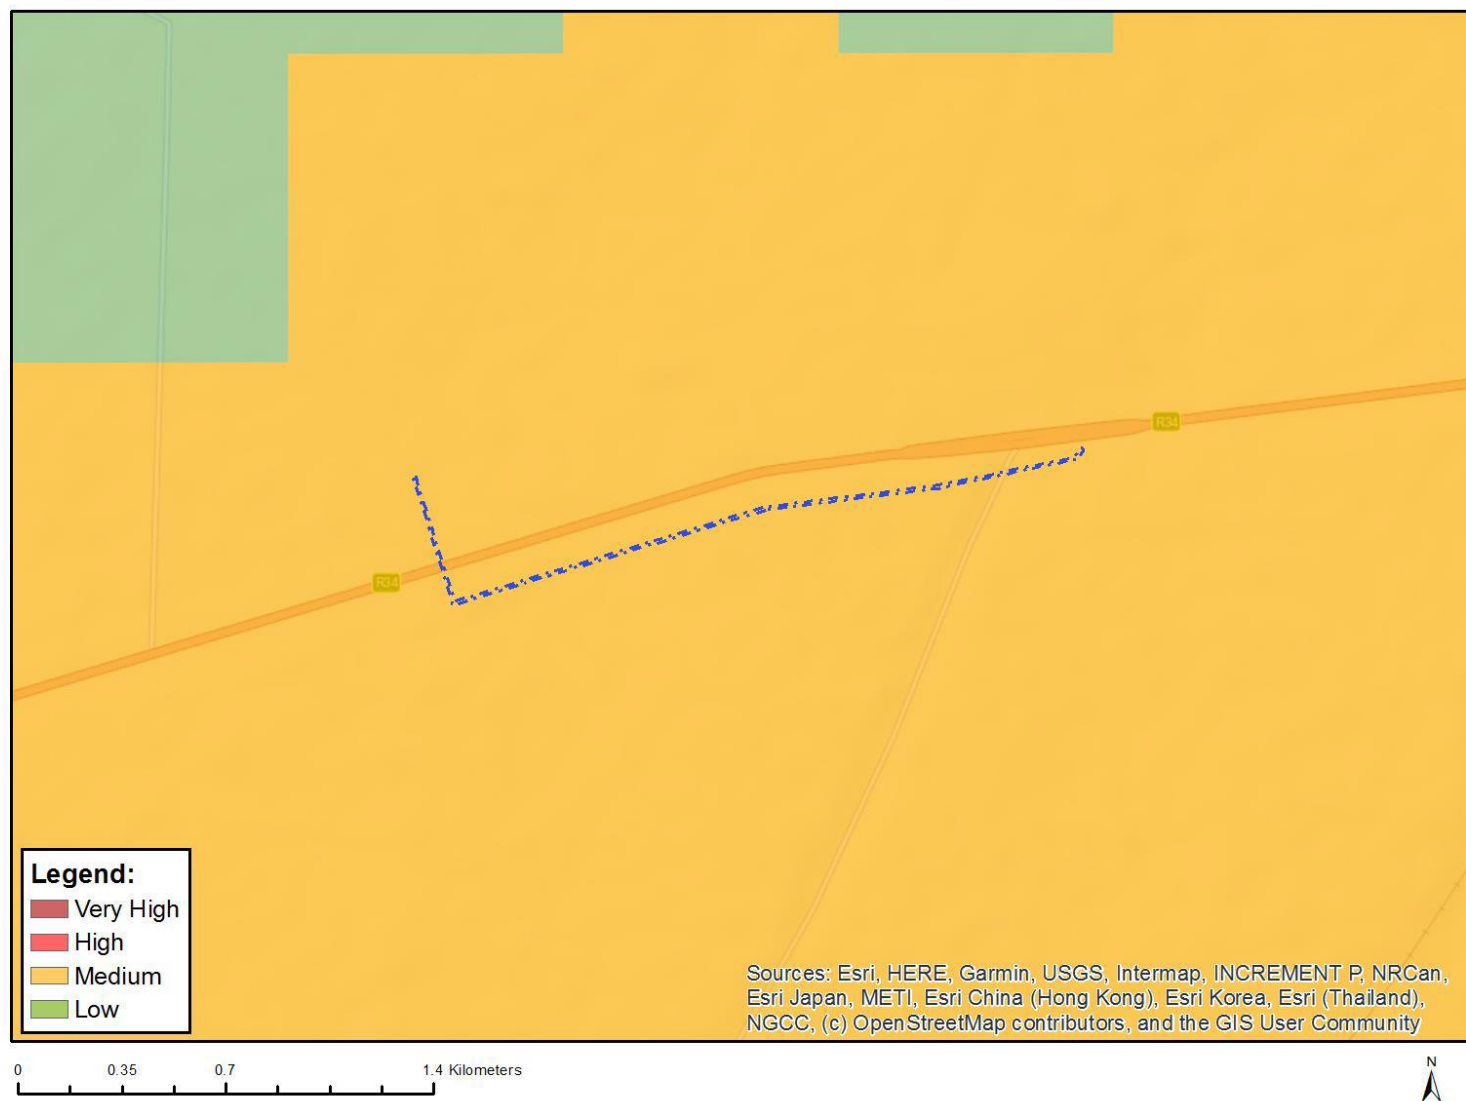 R34
R34
Legend:
Very High
High
Medium
Low
Sources: Esri, HERE, Garmin, USGS, Intermap, INCREMENT P, NRCan,
Esri Japan, METI, Esri China (Hong Kong), Esri Korea, Esri (Thailand),
NGCC, (c) OpenStreetMap contributors, and the GIS User Community
0 0.35 0.7 1.4 Kilometers
N